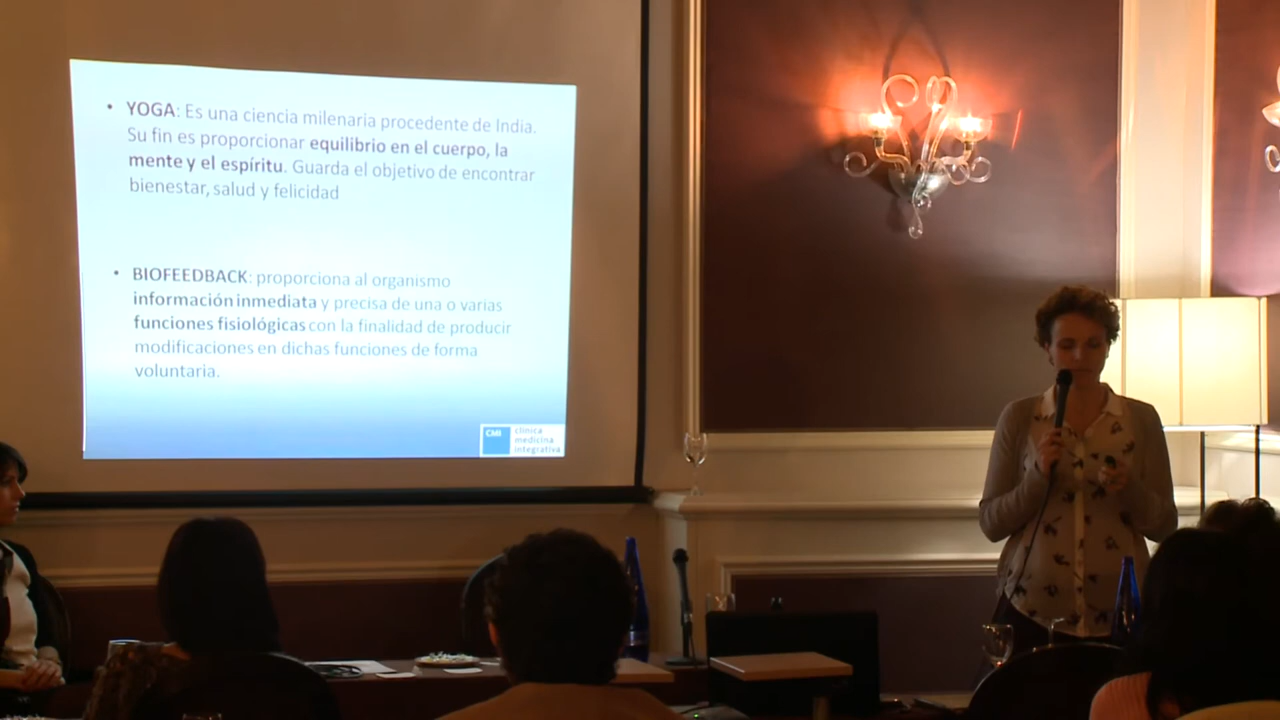 • YOGA: Es una ciencia milenaria procedente de India.
Su fin es proporcionar equilibrio en el cuerpo, la
mente y el espíritu. Guarda el objetivo de encontrar
bienestar, salud y felicidad
• BIOFEEDBACK: proporciona al organismo
información inmediata y precisa de una o varias
funciones fisiológicas con la finalidad de producir
modificaciones en dichas funciones de forma
voluntaria.
CMI
clínica
medicina
integrativa